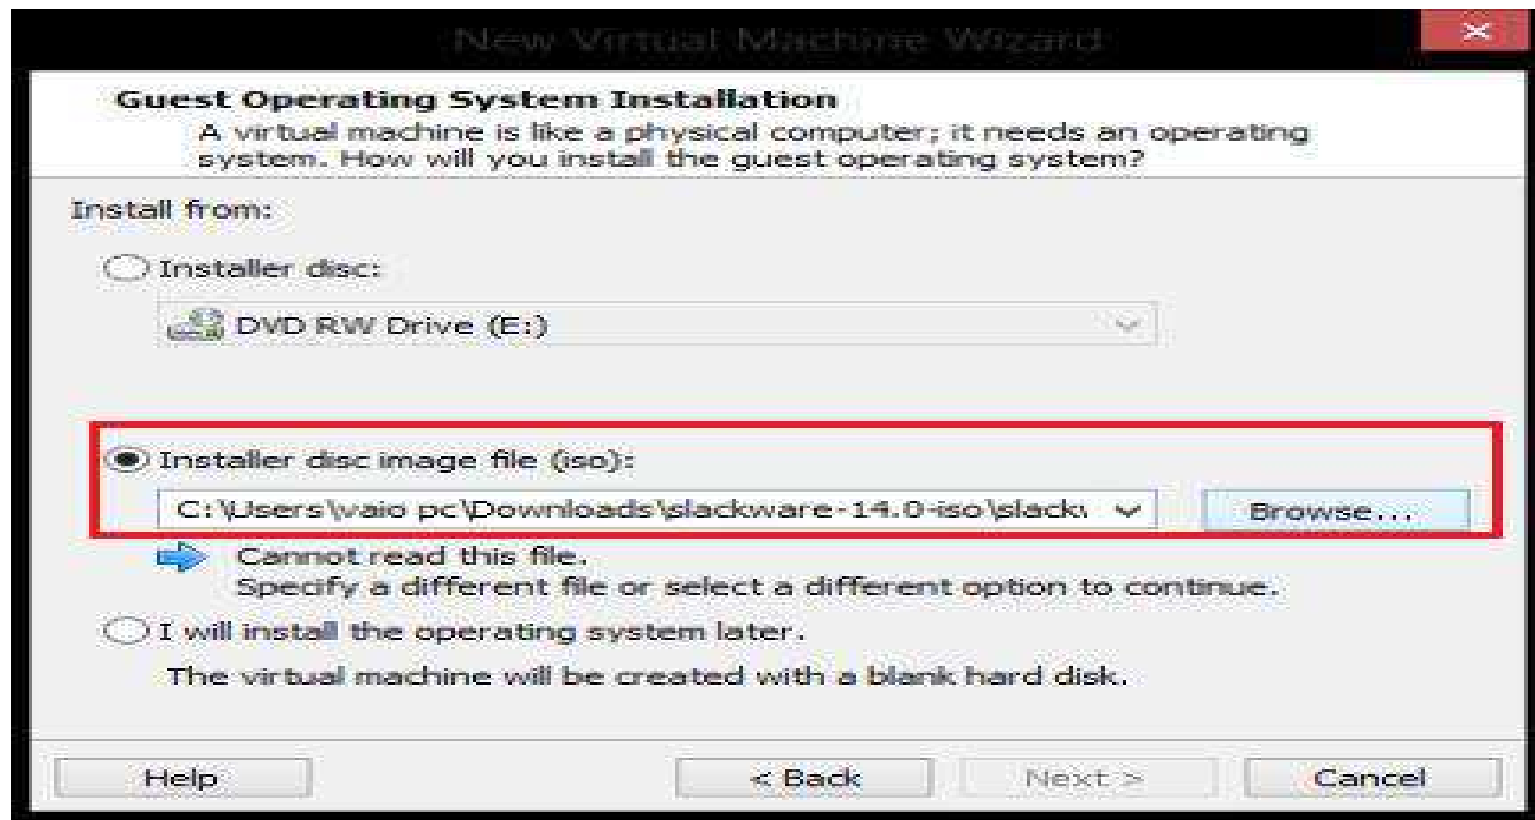 New Virtual Machine Wizard
Guest Operating System Installation
A virtual machine is like a physical computer; it needs an operating
system. How will you install the guest operating system?
Install from:
Installer disc:
DVD RW Drive (E:)
Installer disc image file (iso):
C:\Users\vaio pc\Downloads\slackware-14.0-iso\slackv
Browse...
Cannot read this file.
Specify a different file or select a different option to continue.
I will install the operating system later.
The virtual machine will be created with a blank hard disk.
Help
< Back
Next >
Cancel